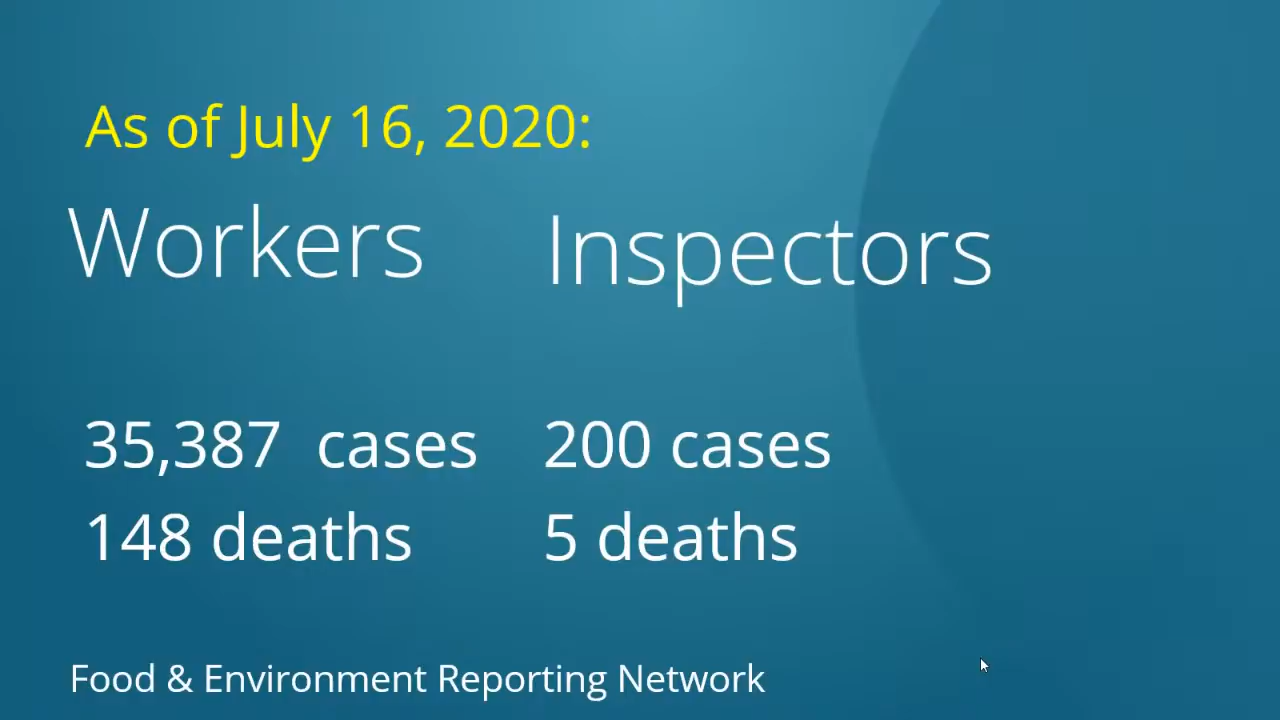 As of July 16, 2020:
Workers Inspectors
35,387 cases 200 cases
148 deaths 5 deaths
Food & Environment Reporting Network